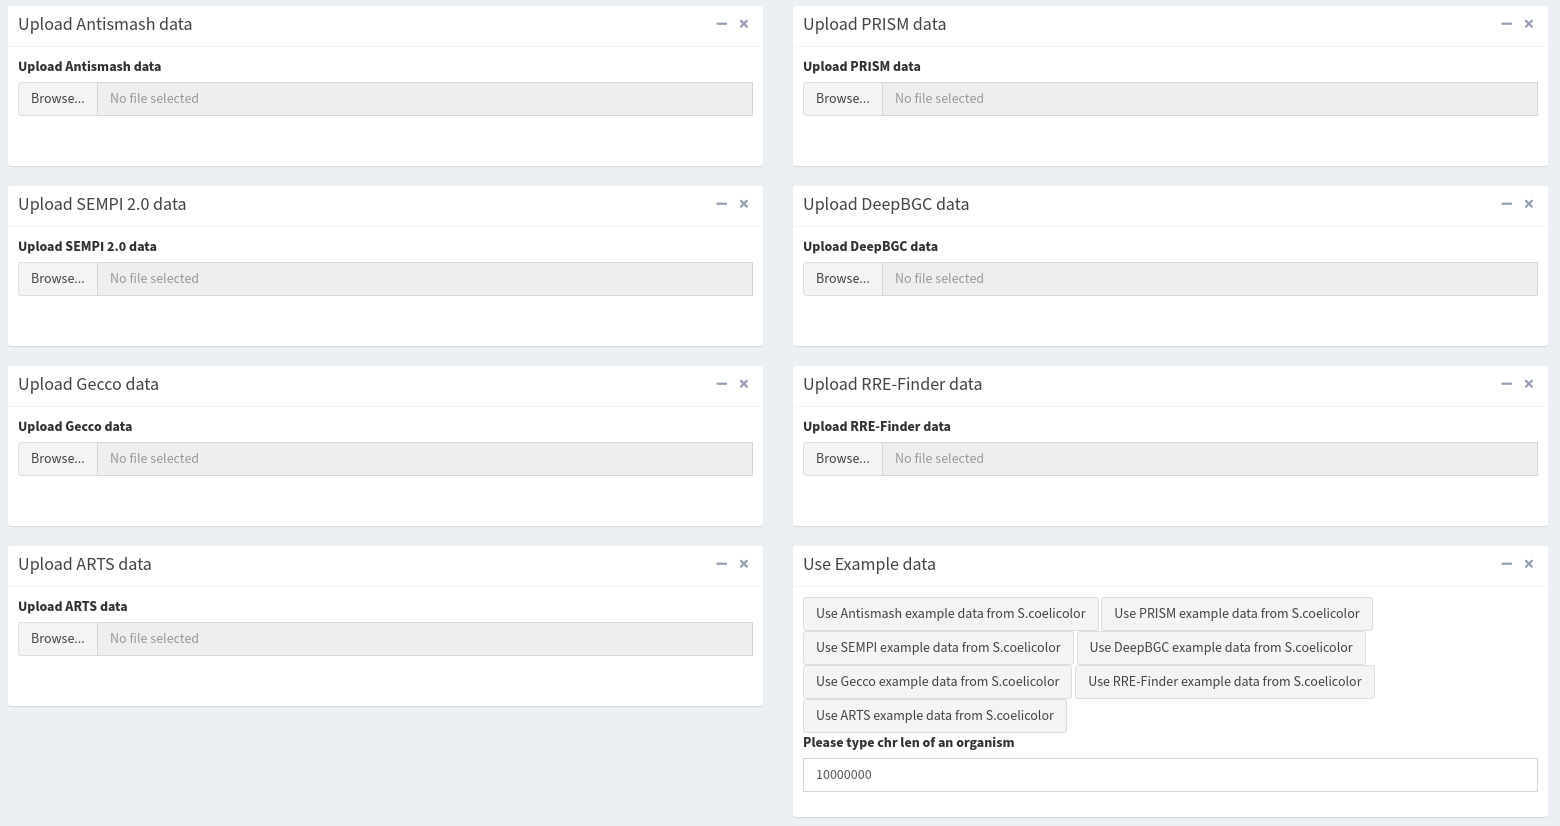 Upload Antismash data
Upload Antismash data
Browse... No file selected
Upload PRISM data
Upload PRISM data
Browse... No file selected
Upload SEMPI 2.0 data
Upload SEMPI 2.0 data
Browse... No file selected
Upload DeepBGC data
Upload DeepBGC data
Browse... No file selected
Upload Gecco data
Upload Gecco data
Browse... No file selected
Upload RRE-Finder data
Upload RRE-Finder data
Browse... No file selected
Upload ARTS data
Upload ARTS data
Browse... No file selected
Use Example data
Use Antismash example data from S.coelicolor Use PRISM example data from S.coelicolor
Use SEMPI example data from S.coelicolor Use DeepBGC example data from S.coelicolor
Use Gecco example data from S.coelicolor Use RRE-Finder example data from S.coelicolor
Use ARTS example data from S.coelicolor
Please type chr len of an organism
10000000